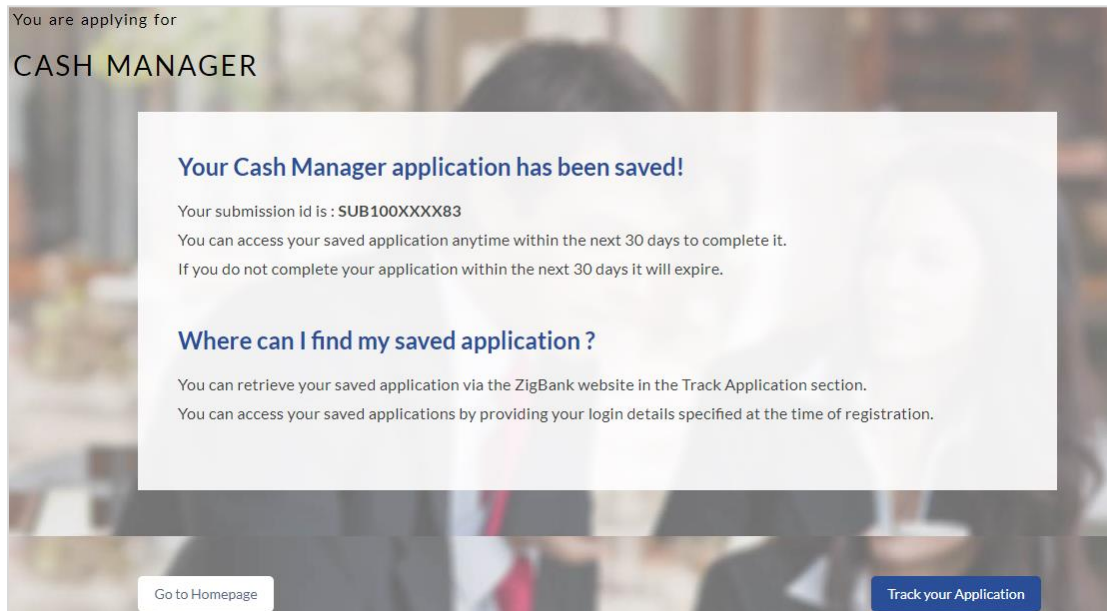 You are applying for
CASH MANAGER
Your Cash Manager application has been saved!
Your submission id is : SUB100XXXX83
You can access your saved application anytime within the next 30 days to complete it.
If you do not complete your application within the next 30 days it will expire.
Where can I find my saved application ?
You can retrieve your saved application via the ZigBank website in the Track Application section.
You can access your saved applications by providing your login details specified at the time of registration.
Go to Homepage
Track your Application